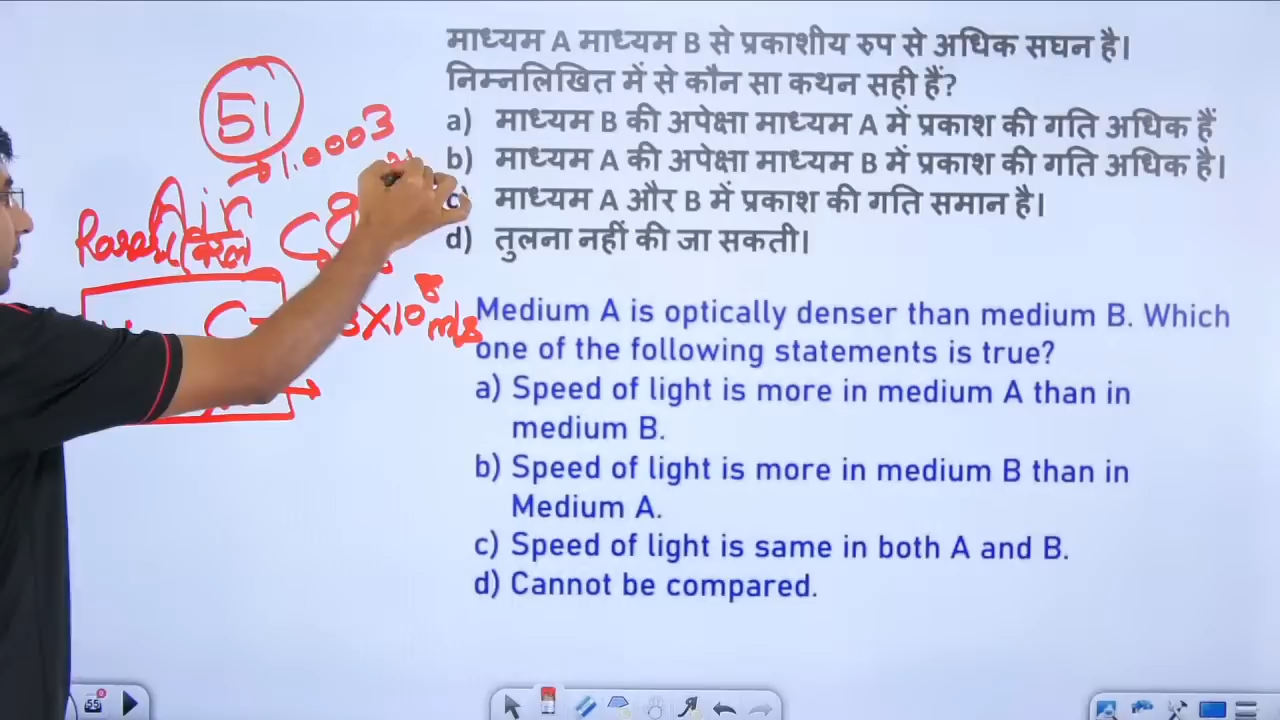 माध्यम A माध्यम B से प्रकाशीय रुप से अधिक सघन है।
निम्नलिखित में से कौन सा कथन सही हैं?
a) माध्यम B की अपेक्षा माध्यम A में प्रकाश की गति अधिक हैं
b) माध्यम A की अपेक्षा माध्यम B में प्रकाश की गति अधिक है।
c) माध्यम A और B में प्रकाश की गति समान है।
d) तुलना नहीं की जा सकती।
Medium A is optically denser than medium B. Which
one of the following statements is true?
a) Speed of light is more in medium A than in
medium B.
b) Speed of light is more in medium B than in
Medium A.
c) Speed of light is same in both A and B.
d) Cannot be compared.
51
1.0003
Air
3X10⁸ m/s